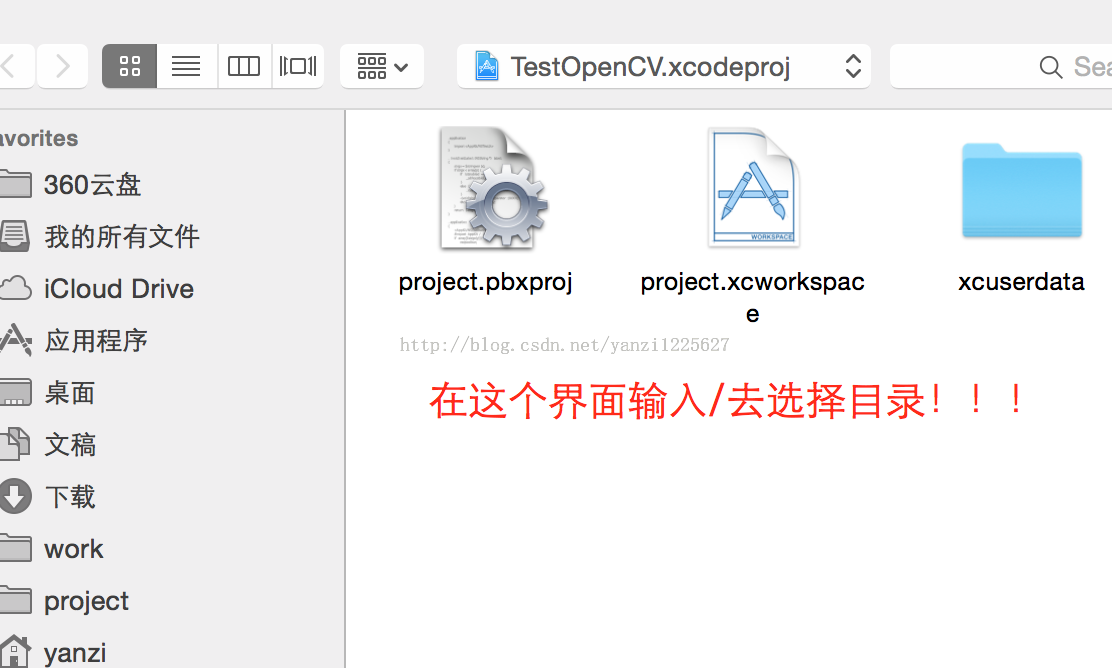 TestOpenCV.xcodeproj
Sea
avorites
360云盘
我的所有文件
iCloud Drive
应用程序
桌面
文稿
下载
work
project
yanzi
project.pbxproj
WORKSPACE
project.xcworkspac
e
xcuserdata
http://blog.csdn.net/yanzi1225627
在这个界面输入/去选择目录！！！